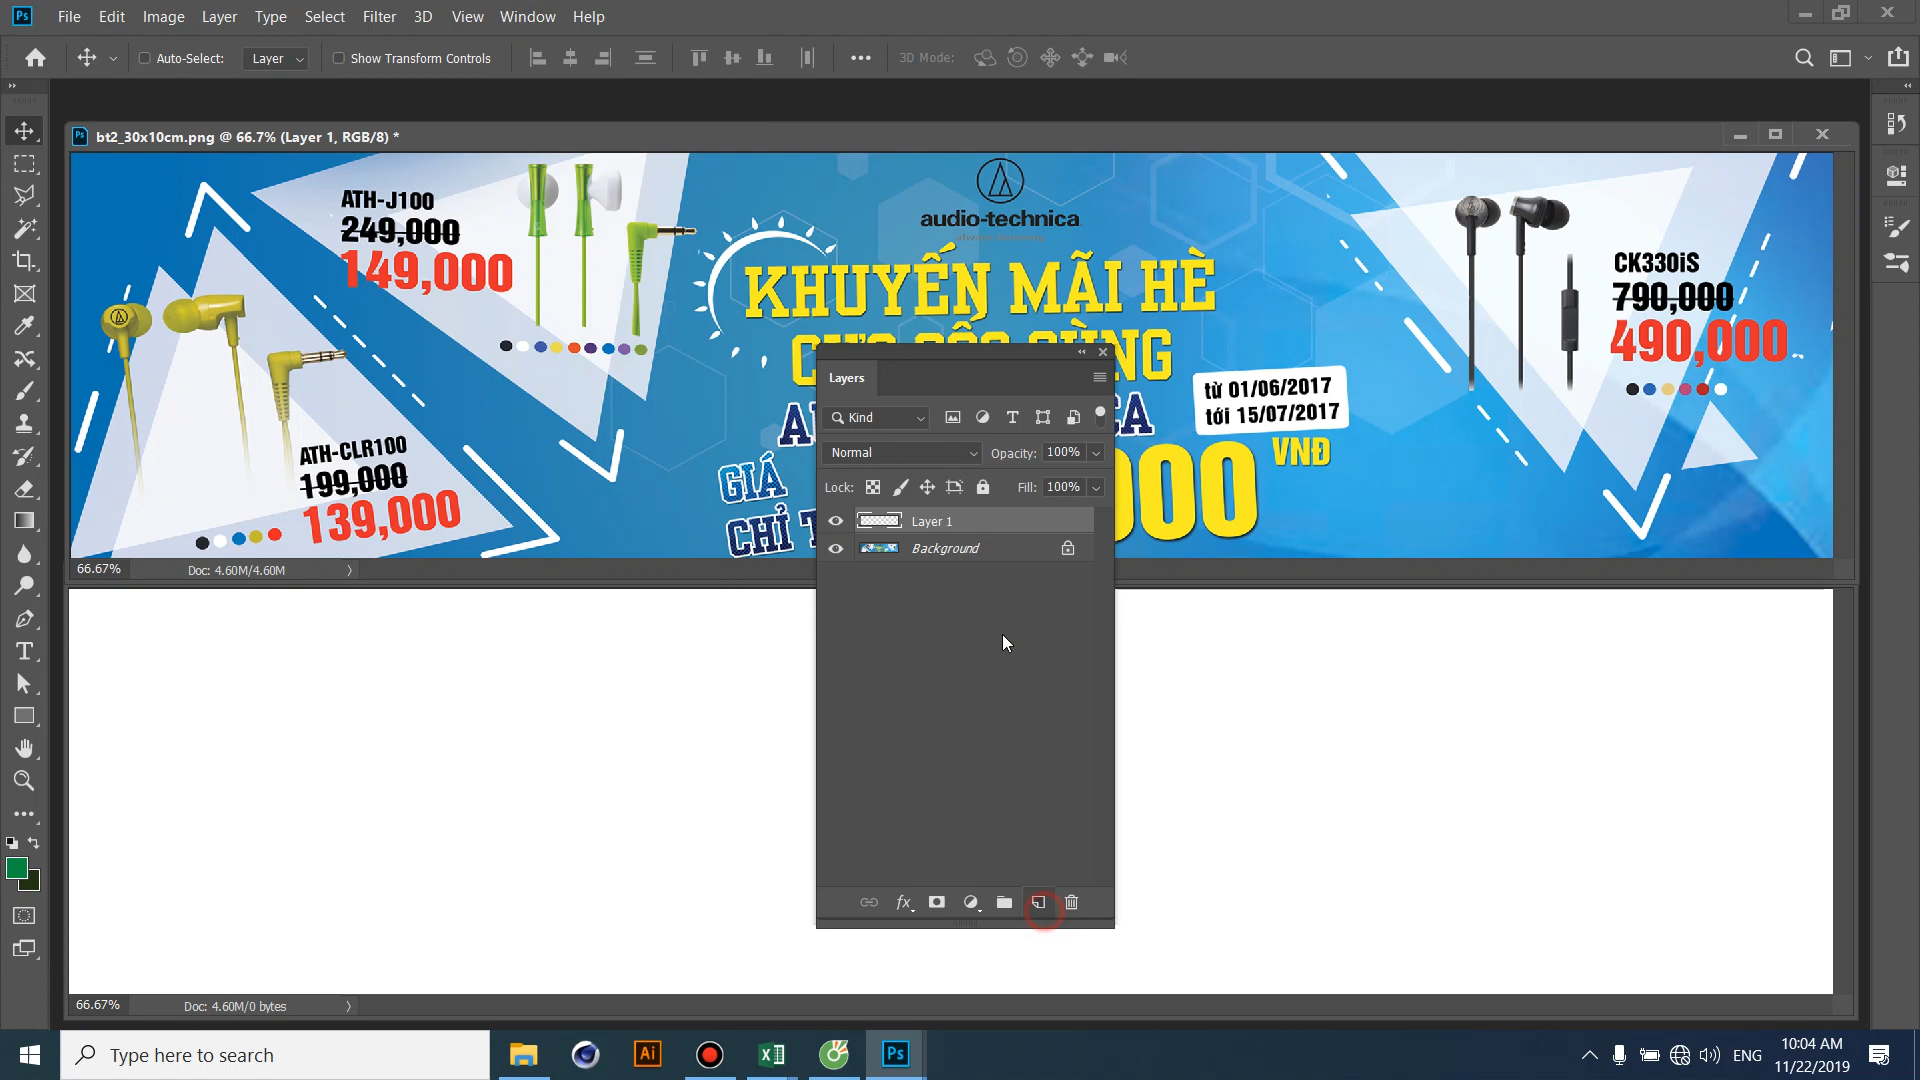 File Edit Image Layer Type Select Filter 3D View Window Help
Auto-Select: Layer Show Transform Controls 3D Mode:
bt2_30x10cm.png @ 66.7% (Layer 1, RGB/8) *
ATH-J100
249,000
149,000
audio-technica
KHUYẾN MÃI HÈ
CÙNG
CK330iS
790,000
490,000
từ 01/06/2017
tới 15/07/2017
ATH-CLR100
199,000
139,000
GIÁ
CHỈ
VNĐ
66.67% Doc: 4.60M/4.60M
Layers
Kind
Normal Opacity: 100%
Lock: Fill: 100%
Layer 1
Background
66.67% Doc: 4.60M/0 bytes
Type here to search
Ai
Ps
ENG
10:04 AM
11/22/2019